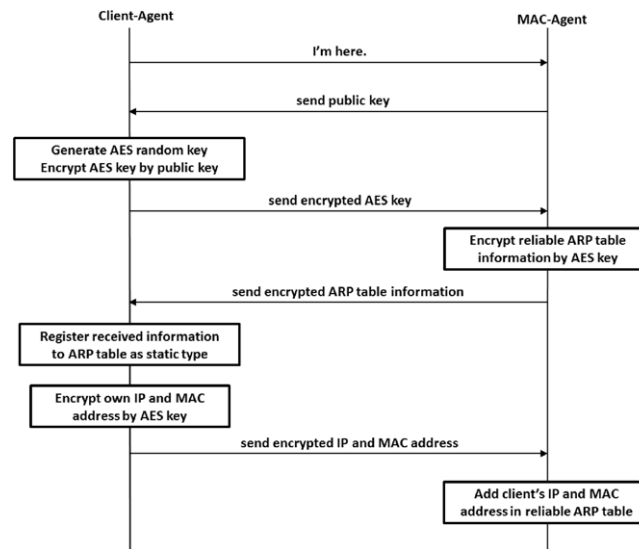 Client-Agent
MAC-Agent
I'm here.
send public key
Generate AES random key
Encrypt AES key by public key
send encrypted AES key
Encrypt reliable ARP table
information by AES key
send encrypted ARP table information
Register received information
to ARP table as static type
Encrypt own IP and MAC
address by AES key
send encrypted IP and MAC address
Add client's IP and MAC
address in reliable ARP table